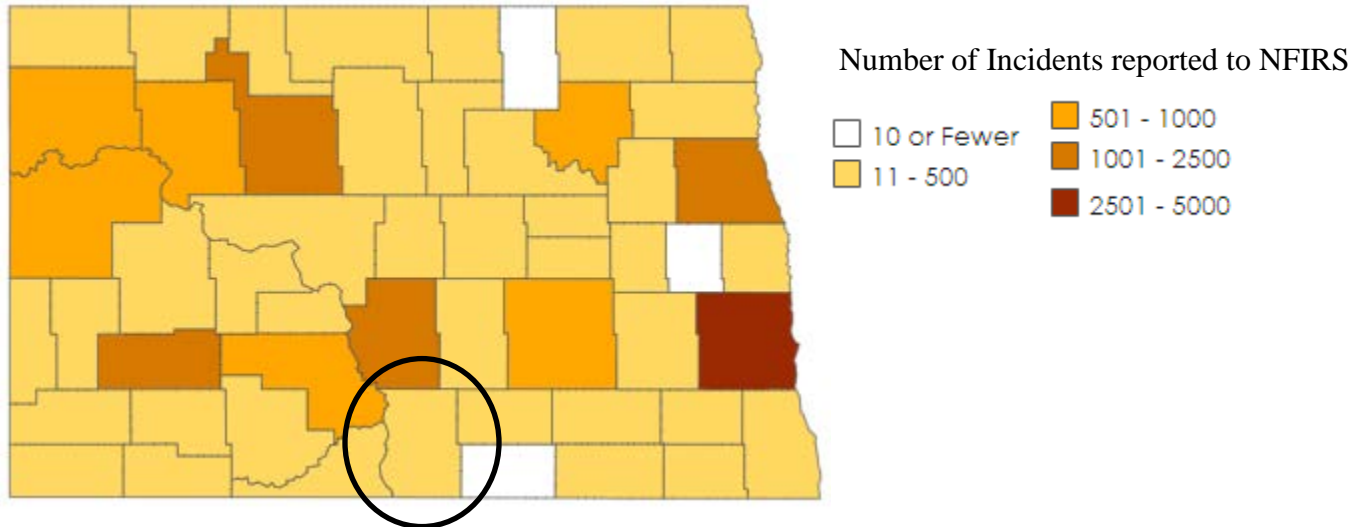 Number of Incidents reported to NFIRS
10 or Fewer
11 - 500
501 - 1000
1001 - 2500
2501 - 5000